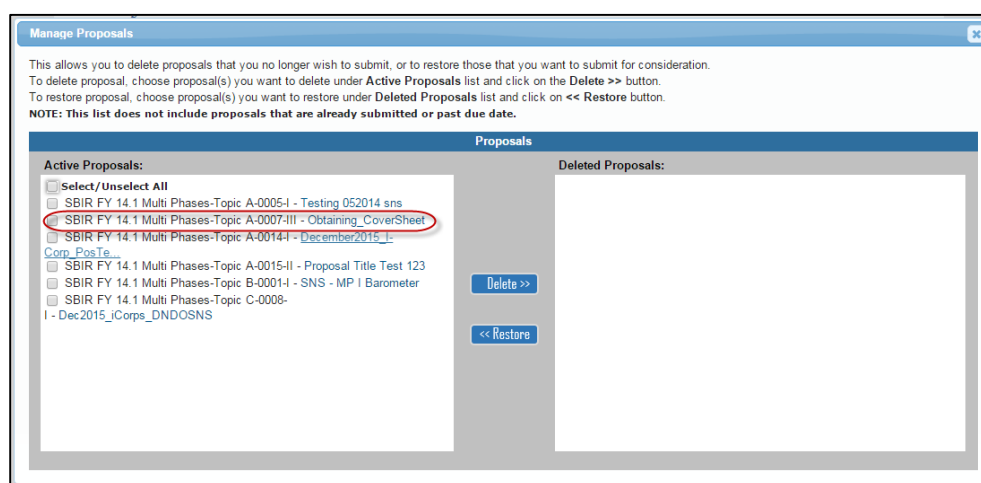 Manage Proposals
This allows you to delete proposals that you no longer wish to submit, or to restore those that you want to submit for consideration.
To delete proposal, choose proposal(s) you want to delete under Active Proposals list and click on the Delete >> button.
To restore proposal, choose proposal(s) you want to restore under Deleted Proposals list and click on << Restore button.
NOTE: This list does not include proposals that are already submitted or past due date.
Proposals
Active Proposals:
Select/Unselect All
SBIR FY 14.1 Multi Phases-Topic A-0005-I - Testing 052014 sns
SBIR FY 14.1 Multi Phases-Topic A-0007-III - Obtaining_CoverSheet
SBIR FY 14.1 Multi Phases-Topic A-0014-I - December2015_I-
Corp_PosTe...
SBIR FY 14.1 Multi Phases-Topic A-0015-II - Proposal Title Test 123
SBIR FY 14.1 Multi Phases-Topic B-0001-I - SNS - MP I Barometer
SBIR FY 14.1 Multi Phases-Topic C-0008-
I - Dec2015_iCorps_DNDOSNS
Delete >>
<< Restore
Deleted Proposals: